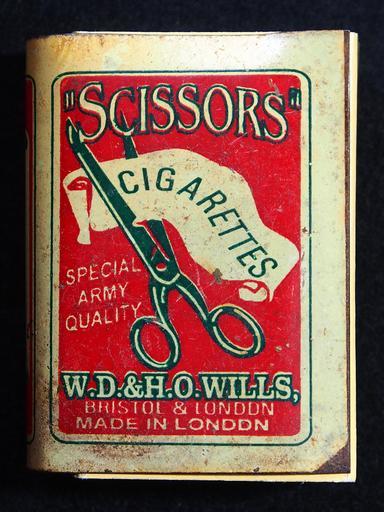 "SCISSORS"
CIGARETTES
SPECIAL
ARMY
QUALITY
W.D.&H.O.WILLS,
BRISTOL & LONDON
MADE IN LONDON